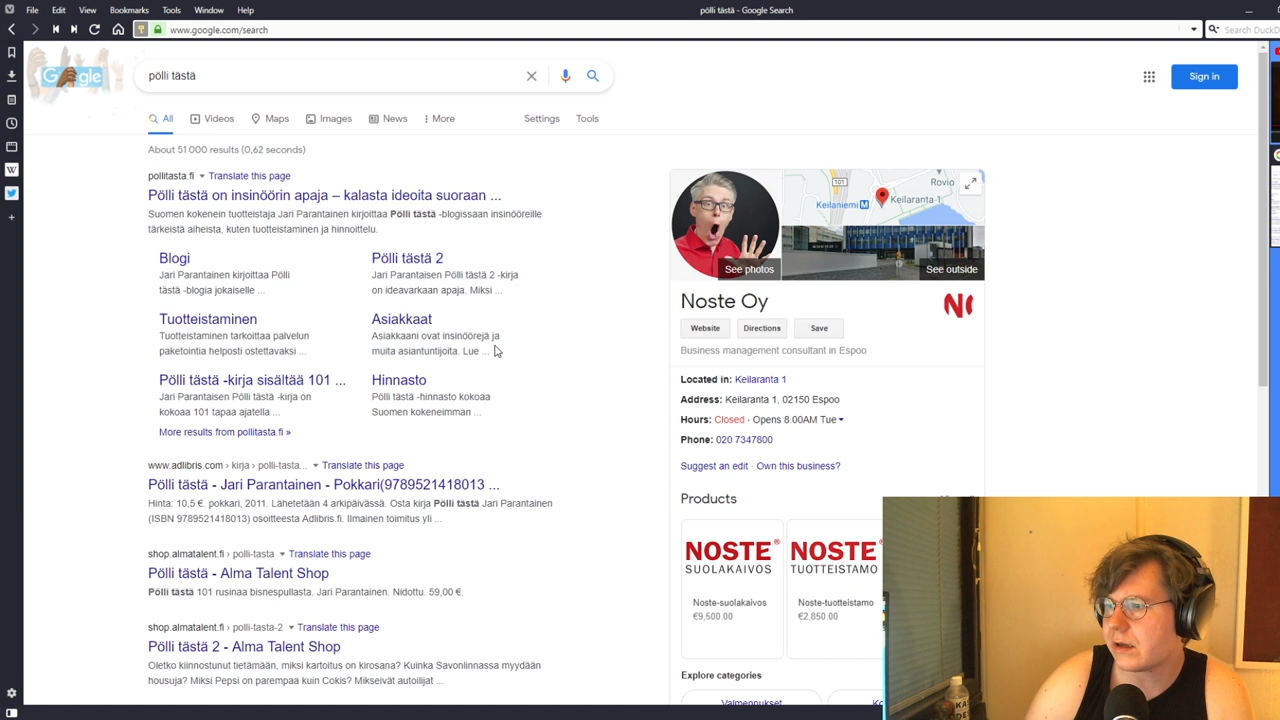 File Edit View Bookmarks Tools Window Help
pölli tästä - Google Search
www.google.com/search
Search DuckD
Google
pölli tästä
Sign in
All Videos Maps Images News More Settings Tools
About 51 000 results (0,62 seconds)
pollitasta.fi Translate this page
Pölli tästä on insinöörin apaja – kalasta ideoita suoraan ...
Suomen kokenein tuotteistaja Jari Parantainen kirjoittaa Pölli tästä -blogissaan insinööreille
tärkeistä aiheista, kuten tuotteistaminen ja hinnoittelu.
Blogi
Jari Parantainen kirjoittaa Pölli
tästä -blogia jokaiselle ...
Pölli tästä 2
Jari Parantaisen Pölli tästä 2 -kirja
on ideavarkaan apaja. Miksi ...
Tuotteistaminen
Tuotteistaminen tarkoittaa palvelun
paketointia helposti ostettavaksi ...
Asiakkaat
Asiakkaani ovat insinöörejä ja
muita asiantuntijoita. Lue ...
Pölli tästä -kirja sisältää 101 ...
Jari Parantaisen Pölli tästä -kirja on
kokoaa 101 tapaa ajatella ...
Hinnasto
Pölli tästä -hinnasto kokoaa
Suomen kokeneimman ...
More results from pollitasta.fi »
www.adlibris.com › kirja › polli-tasta... Translate this page
Pölli tästä - Jari Parantainen - Pokkari(9789521418013 ...
Hinta: 10,5 €. pokkari, 2011. Lähetetään 4 arkipäivässä. Osta kirja Pölli tästä Jari Parantainen
(ISBN 9789521418013) osoitteesta Adlibris.fi. Ilmainen toimitus yli ...
shop.almatalent.fi › polli-tasta Translate this page
Pölli tästä - Alma Talent Shop
Pölli tästä 101 rusinaa bisnespullasta. Jari Parantainen. Nidottu. 59,00 €.
shop.almatalent.fi › polli-tasta-2 Translate this page
Pölli tästä 2 - Alma Talent Shop
Oletko kiinnostunut tietämään, miksi kartoitus on kirosana? Kuinka Savonlinnassa myydään
housuja? Miksi Pepsi on parempaa kuin Cokis? Mikseivät autoilijat ...
101
Rovio
Keilaniemi M
Keilaranta 1
See photos
See outside
Noste Oy
Website Directions Save
Business management consultant in Espoo
Located in: Keilaranta 1
Address: Keilaranta 1, 02150 Espoo
Hours: Closed · Opens 8.00AM Tue
Phone: 020 7347800
Suggest an edit · Own this business?
Products
NOSTE®
SUOLAKAIVOS
Noste-suolakaivos
€9,500.00
NOSTE
TUOTTEISTAMO
Noste-tuotteistamo
€2,850.00
Explore categories
Valmennukset